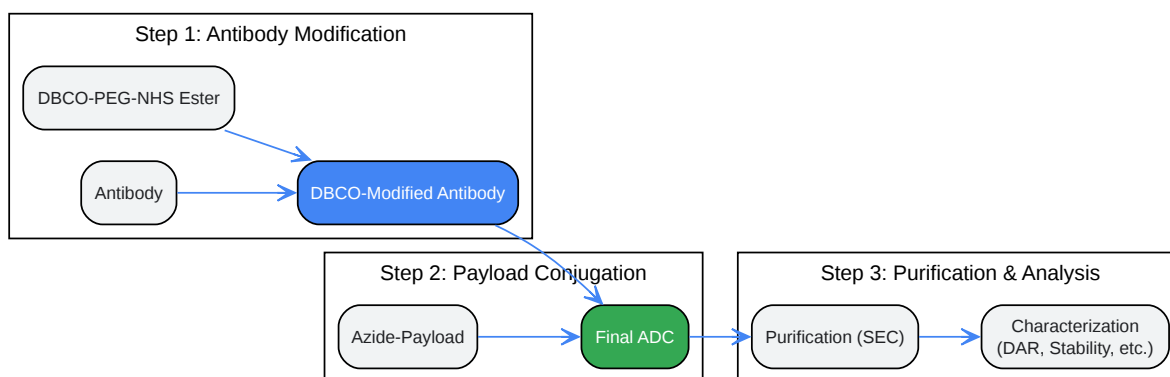 Step 1: Antibody Modification
DBCO-PEG-NHS Ester
Antibody
DBCO-Modified Antibody
Step 2: Payload Conjugation
Azide-Payload
Final ADC
Step 3: Purification & Analysis
Purification (SEC)
Characterization
(DAR, Stability, etc.)